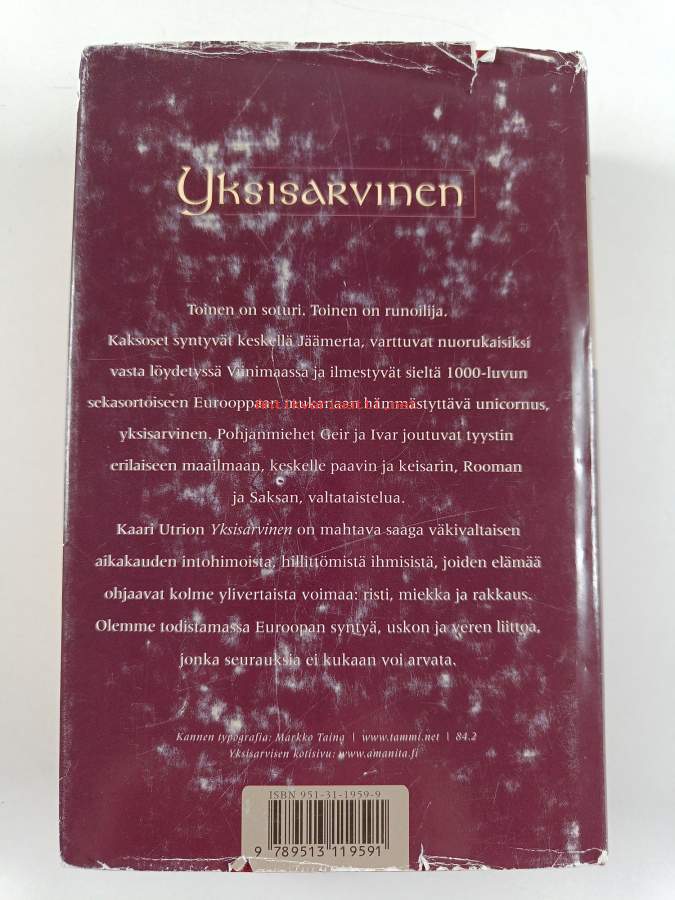 Yksisarvinen
Toinen on soturi. Toinen on runoilija.
Kaksoset syntyvät keskellä Jäämerta, varttuvat nuorukaisiksi
vasta löydetyssä Viinimaassa ja ilmestyvät sieltä 1000-luvun
sekasortoiseen Eurooppaan mukanaan hämmästyttävä unicornus,
yksisarvinen. Pohjanmiehet Geir ja Ivar joutuvat tyystin
erilaiseen maailmaan, keskelle paavin ja keisarin, Rooman
ja Saksan, valtataistelua.
Kaari Utrion Yksisarvinen on mahtava saaga väkivaltaisen
aikakauden intohimoista, hillittömistä ihmisistä, joiden elämää
ohjaavat kolme ylivertaista voimaa: risti, miekka ja rakkaus.
Olemme todistamassa Euroopan syntyä, uskon ja veren liittoa,
jonka seurauksia ei kukaan voi arvata.
Kannen typografia: Markko Taina | www.tammi.net | 84.2
Yksisarvisen kotisivu: www.amanita.fi
ISBN 951-31-1959-9
9 789513 119591